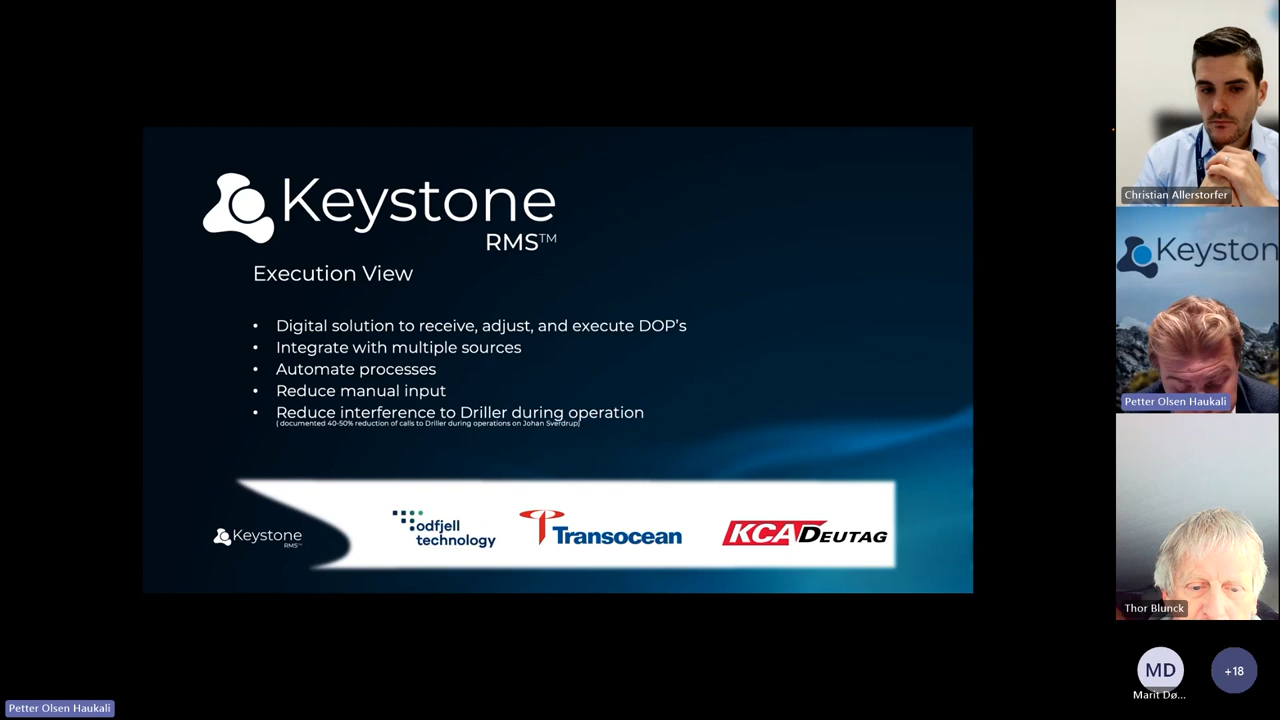 Keystone
RMS™
Execution View
• Digital solution to receive, adjust, and execute DOP's
• Integrate with multiple sources
• Automate processes
• Reduce manual input
• Reduce interference to Driller during operation
( documented 40-50% reduction of calls to Driller during operations on Johan Sverdrup)
Keystone
RMS™
odfjell
technology
Transocean
KCA DEUTAG
Christian Allerstorfer
Keyston
Petter Olsen Haukali
Thor Blunck
MD
Marit Dø...
+18
Petter Olsen Haukali